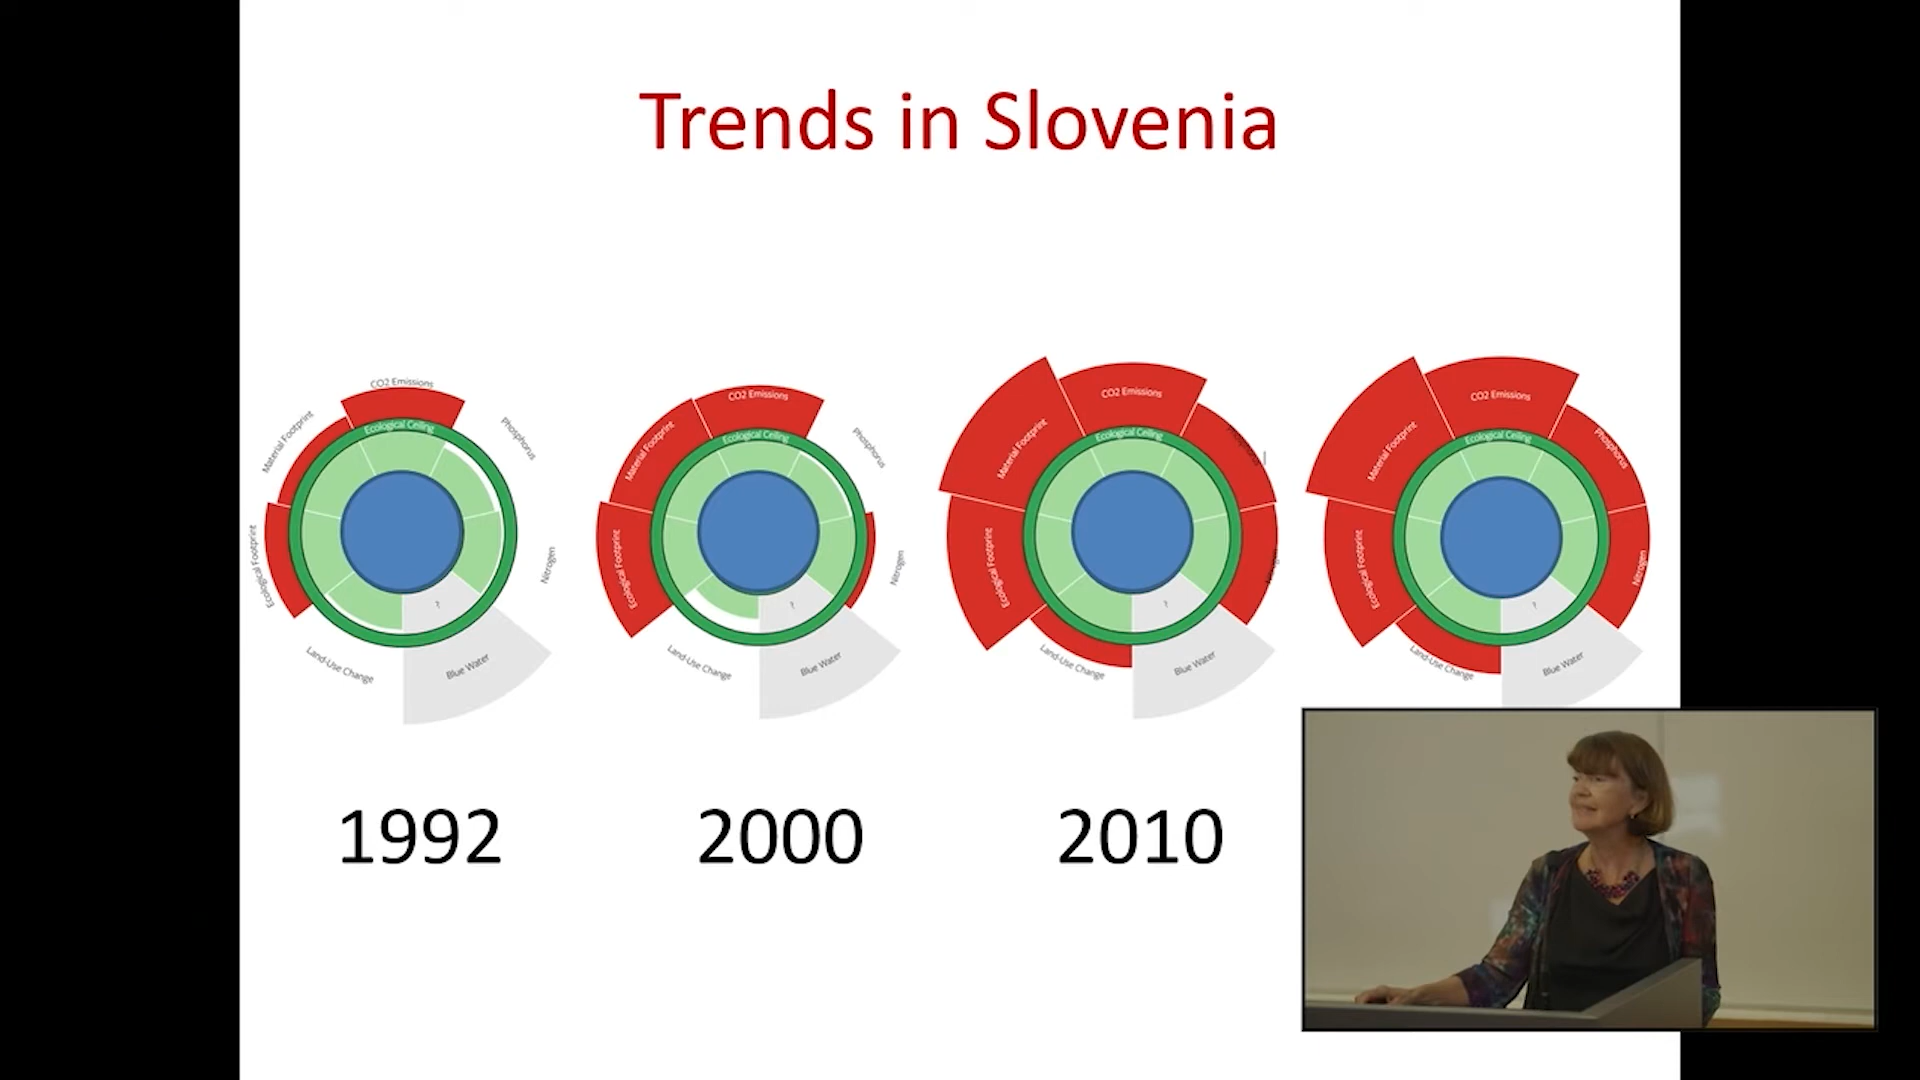 Trends in Slovenia
CO2 Emissions
Material Footprint
Ecological Ceiling
Phosphorus
Ecological Footprint
Nitrogen
?
Land-Use Change
Blue Water
CO2 Emissions
Material Footprint
Ecological Ceiling
Phosphorus
Ecological Footprint
Nitrogen
?
Land-Use Change
Blue Water
CO2 Emissions
Material Footprint
Ecological Ceiling
Ecological Footprint
?
Land-Use Change
Blue Water
CO2 Emissions
Material Footprint
Ecological Ceiling
Phosphorus
Ecological Footprint
Nitrogen
?
Land-Use Change
Blue Water
1992
2000
2010